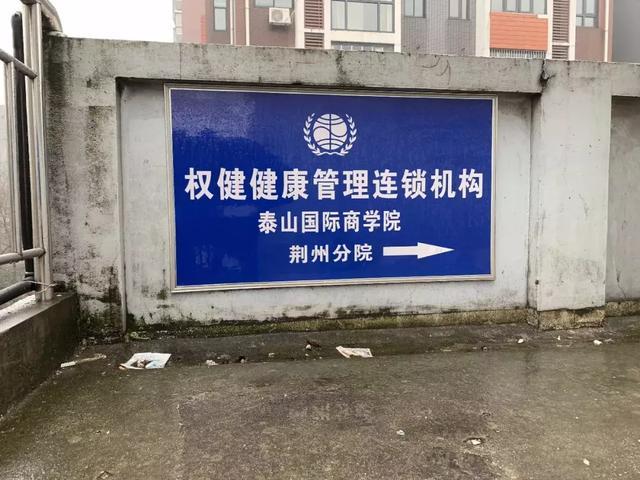 权健健康管理连锁机构
泰山国际商学院
荆州分院